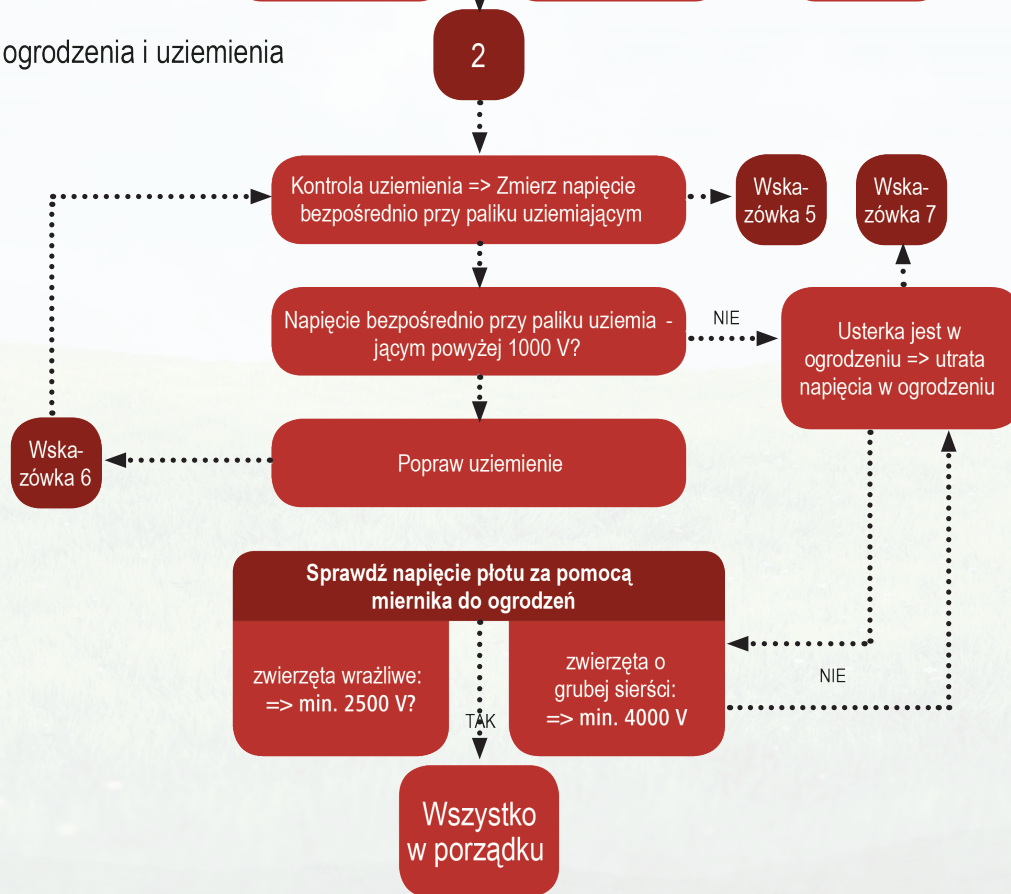 2
ogrodzenia i uziemienia
Kontrola uziemienia => Zmierz napięcie
bezpośrednio przy paliku uziemiającym
Wska-
zówka 5
Wska-
zówka 7
Napięcie bezpośrednio przy paliku uziemia -
jącym powyżej 1000 V?
NIE
Usterka jest w
ogrodzeniu => utrata
napięcia w ogrodzeniu
Wska-
zówka 6
Popraw uziemienie
Sprawdź napięcie płotu za pomocą
miernika do ogrodzeń
zwierzęta wrażliwe:
=> min. 2500 V?
TAK
zwierzęta o
grubej sierści:
=> min. 4000 V
NIE
Wszystko
w porządku